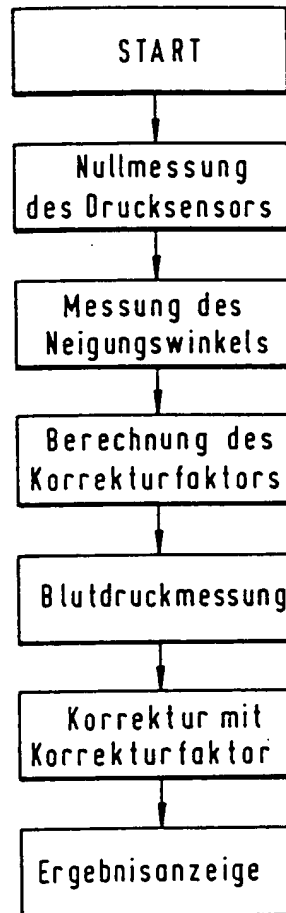 START
Nullmessung
des Drucksensors
Messung des
Neigungswinkels
Berechnung des
Korrekturfaktors
Blutdruckmessung
Korrektur mit
Korrekturfaktor
Ergebnisanzeige